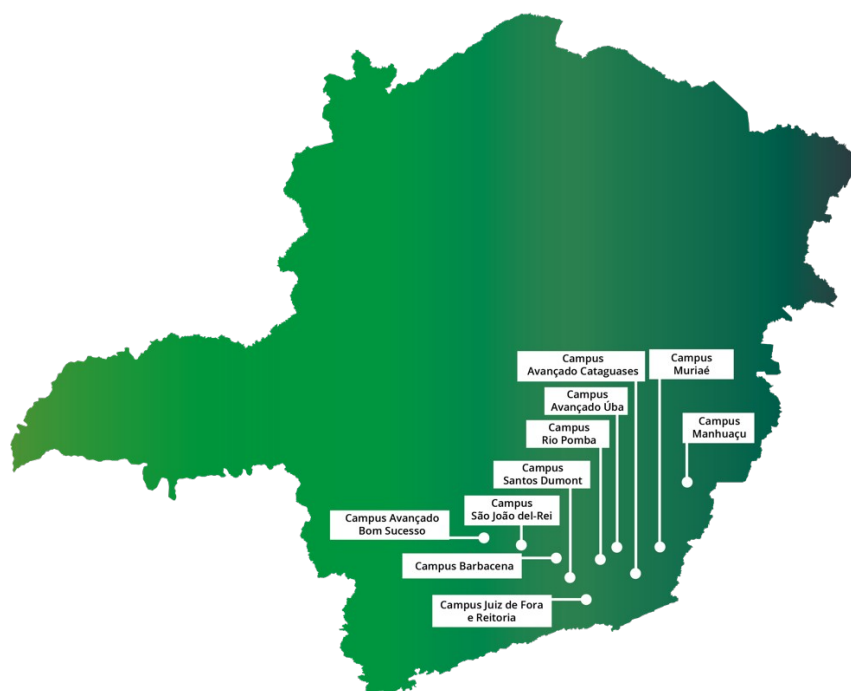 Campus
Avançado Cataguases
Campus
Muriaé
Campus
Avançado Úba
Campus
Manhuaçu
Campus
Rio Pomba
Campus
Santos Dumont
Campus
São João del-Rei
Campus Avançado
Bom Sucesso
Campus Barbacena
Campus Juiz de Fora
e Reitoria